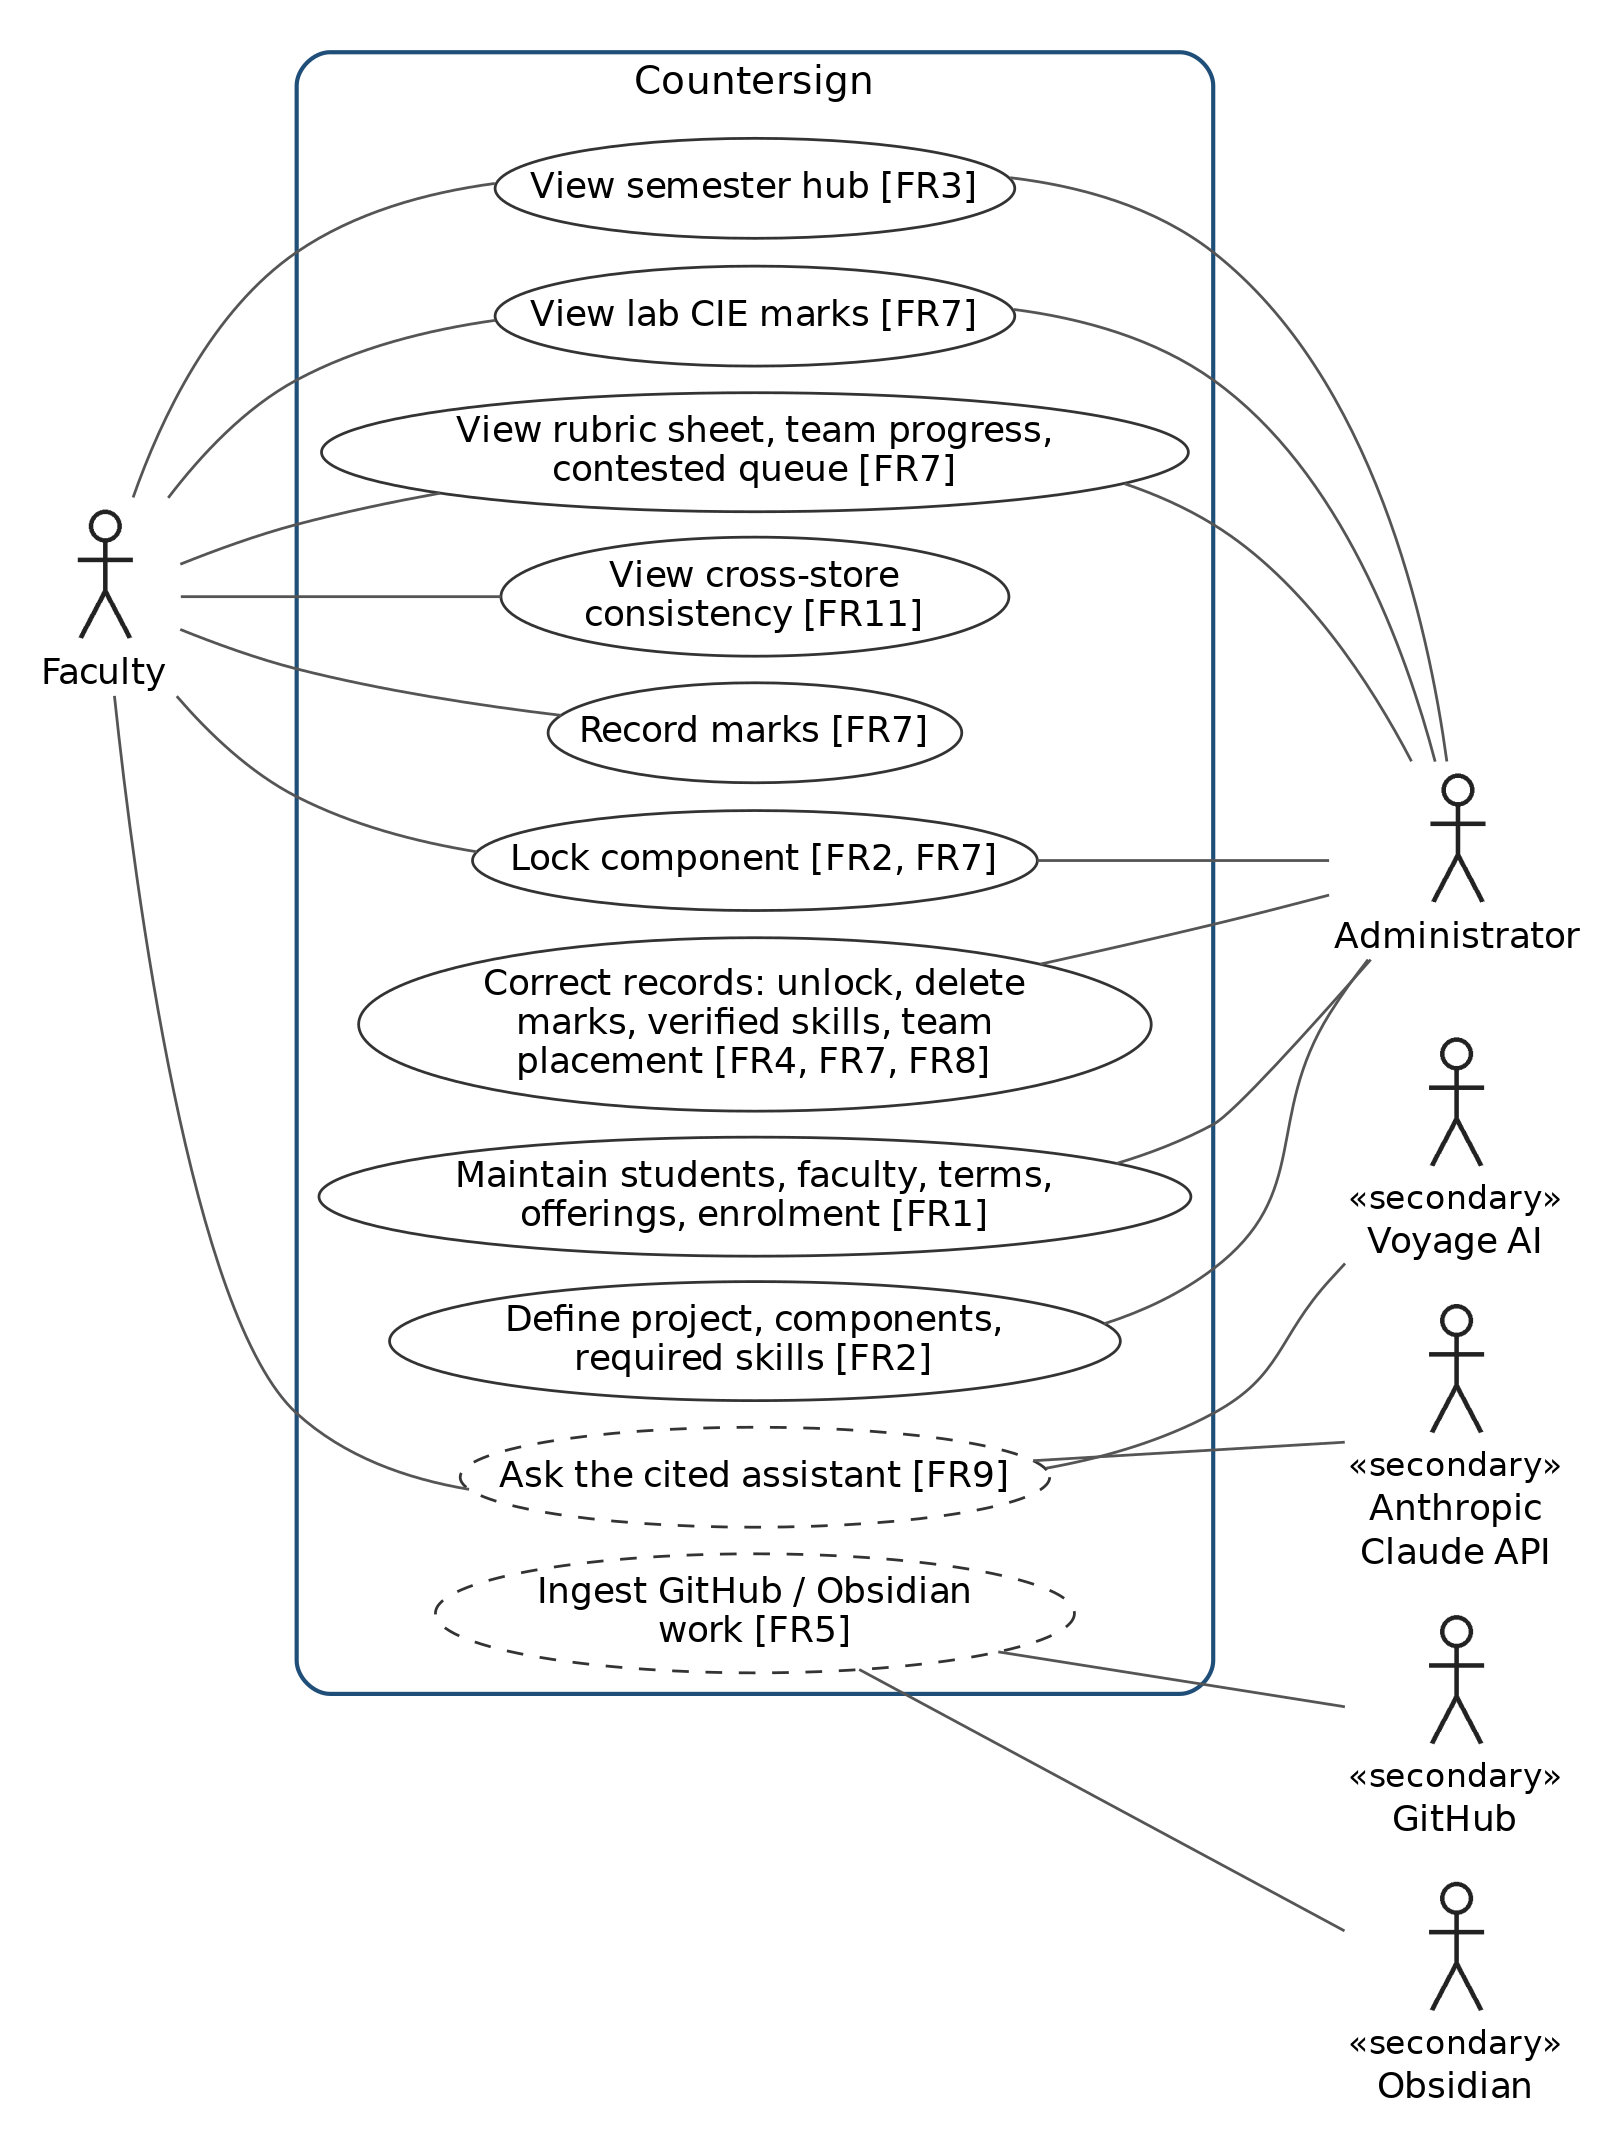 Countersign
View semester hub [FR3]
View lab CIE marks [FR7]
View rubric sheet, team progress,
contested queue [FR7]
View cross-store
consistency [FR11]
Record marks [FR7]
Lock component [FR2, FR7]
Correct records: unlock, delete
marks, verified skills, team
placement [FR4, FR7, FR8]
Maintain students, faculty, terms,
offerings, enrolment [FR1]
Define project, components,
required skills [FR2]
Ask the cited assistant [FR9]
Ingest GitHub / Obsidian
work [FR5]
Faculty
Administrator
«secondary»
Voyage AI
«secondary»
Anthropic
Claude API
«secondary»
GitHub
«secondary»
Obsidian